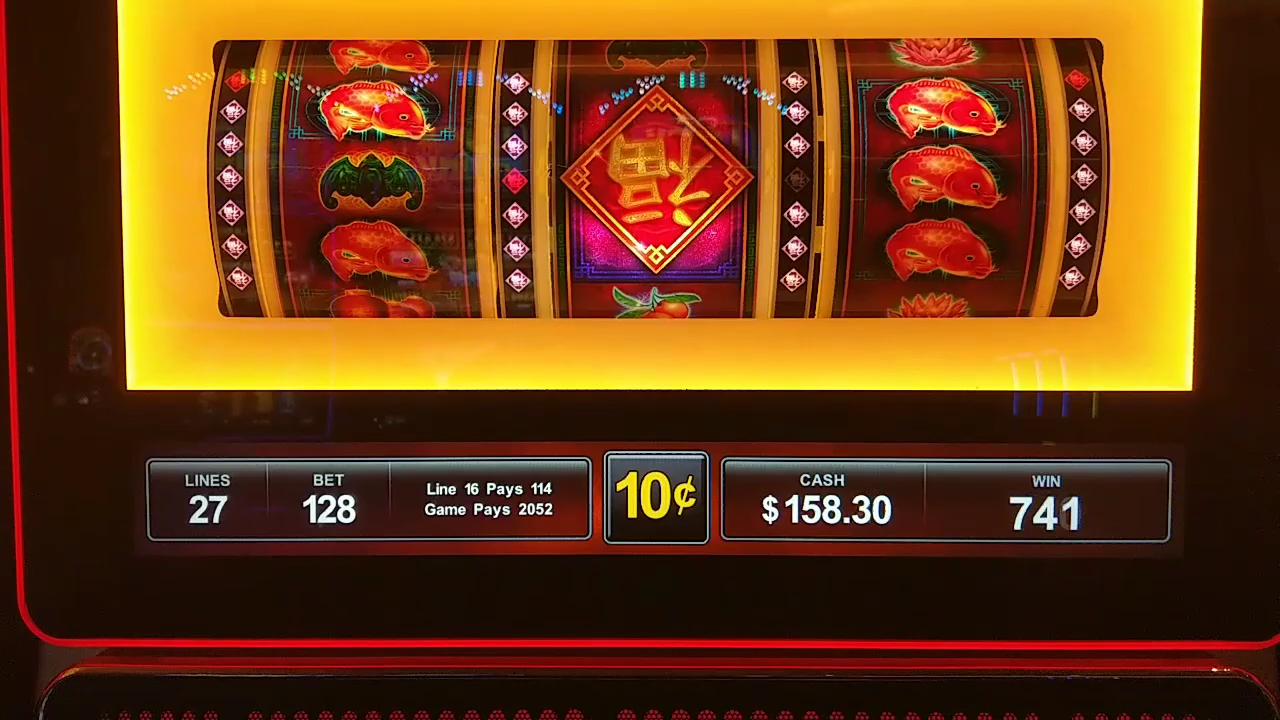 福
LINES
27
BET
128
Line 16 Pays 114
Game Pays 2052
10¢
CASH
$158.30
WIN
741